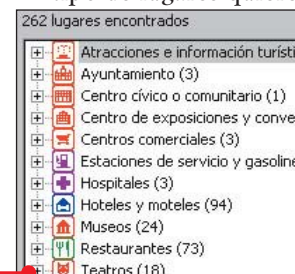 262 lugares encontrados
Atracciones e información turísti
Ayuntamiento (3)
Centro cívico o comunitario (1)
Centro de exposiciones y conve
Centros comerciales (3)
Estaciones de servicio y gasoline
Hospitales (3)
Hoteles y moteles (94)
Museos (24)
Restaurantes (73)
Teatros (18)